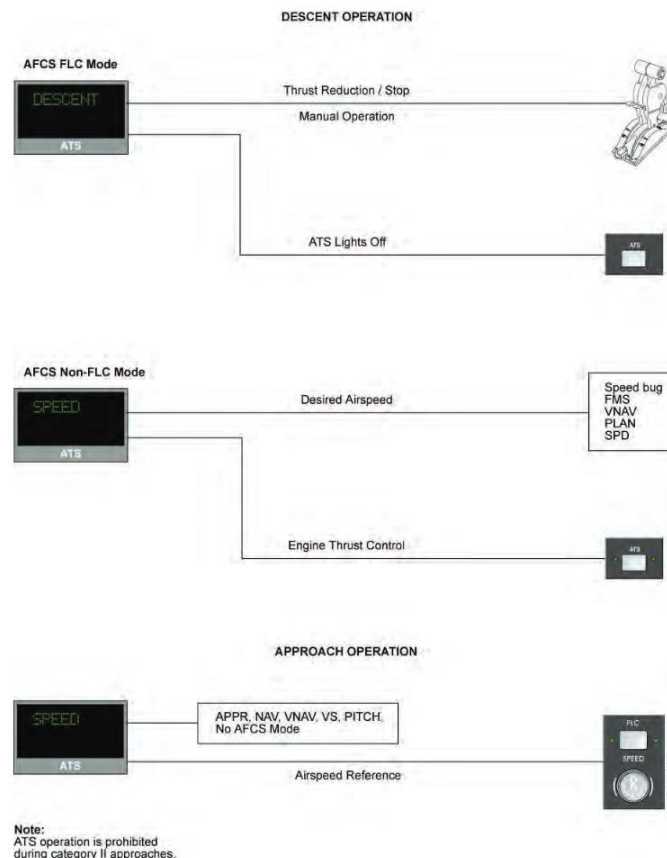 DESCENT OPERATION
AFCS FLC Mode
DESCENT
ATS
Thrust Reduction / Stop
Manual Operation
ATS Lights Off
ATS
AFCS Non-FLC Mode
SPEED
ATS
Desired Airspeed
Speed bug
FMS
VNAV
PLAN
SPD
Engine Thrust Control
ATS
APPROACH OPERATION
SPEED
ATS
APPR, NAV, VNAV, VS, PITCH,
No AFCS Mode
Airspeed Reference
FLC
SPEED
Note:
ATS operation is prohibited
during category II approaches.